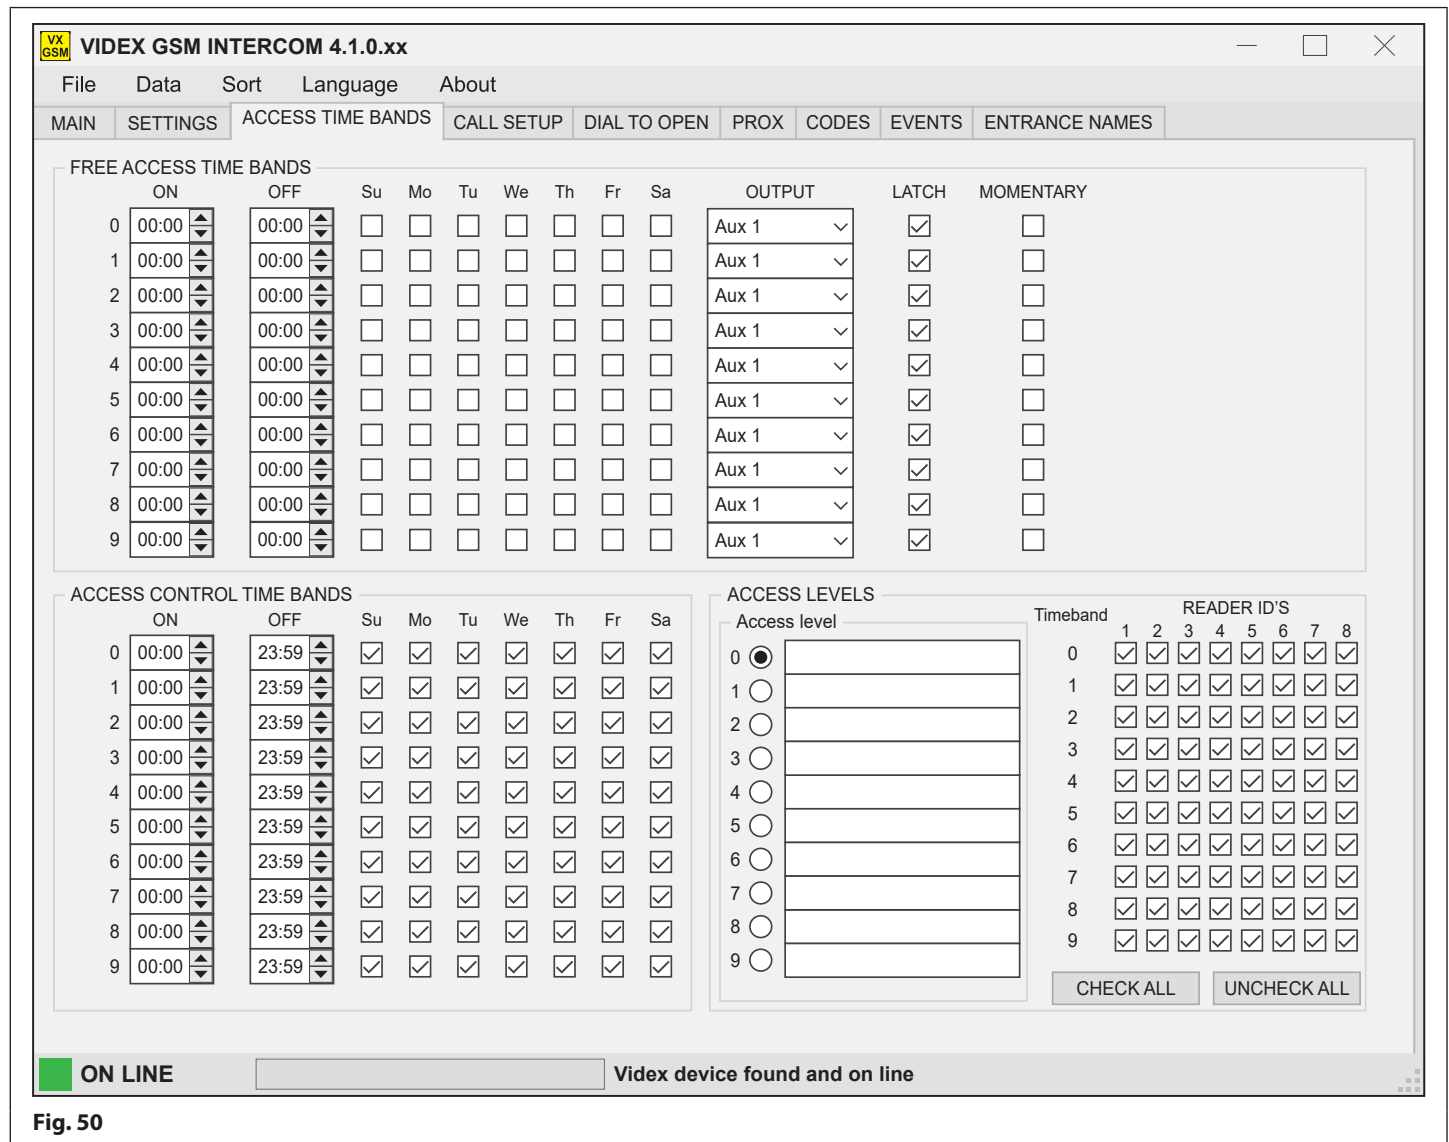 VX GSM VIDEX GSM INTERCOM 4.1.0.xx
File Data Sort Language About
MAIN SETTINGS ACCESS TIME BANDS CALL SETUP DIAL TO OPEN PROX CODES EVENTS ENTRANCE NAMES
FREE ACCESS TIME BANDS
ON OFF Su Mo Tu We Th Fr Sa OUTPUT LATCH MOMENTARY
0 00:00 00:00 Aux 1
1 00:00 00:00 Aux 1
2 00:00 00:00 Aux 1
3 00:00 00:00 Aux 1
4 00:00 00:00 Aux 1
5 00:00 00:00 Aux 1
6 00:00 00:00 Aux 1
7 00:00 00:00 Aux 1
8 00:00 00:00 Aux 1
9 00:00 00:00 Aux 1
ACCESS CONTROL TIME BANDS
ON OFF Su Mo Tu We Th Fr Sa
0 00:00 23:59
1 00:00 23:59
2 00:00 23:59
3 00:00 23:59
4 00:00 23:59
5 00:00 23:59
6 00:00 23:59
7 00:00 23:59
8 00:00 23:59
9 00:00 23:59
ACCESS LEVELS
Access level
0
1
2
3
4
5
6
7
8
9
Timeband READER ID'S
1 2 3 4 5 6 7 8
0
1
2
3
4
5
6
7
8
9
CHECK ALL UNCHECK ALL
ON LINE Videx device found and on line
Fig. 50